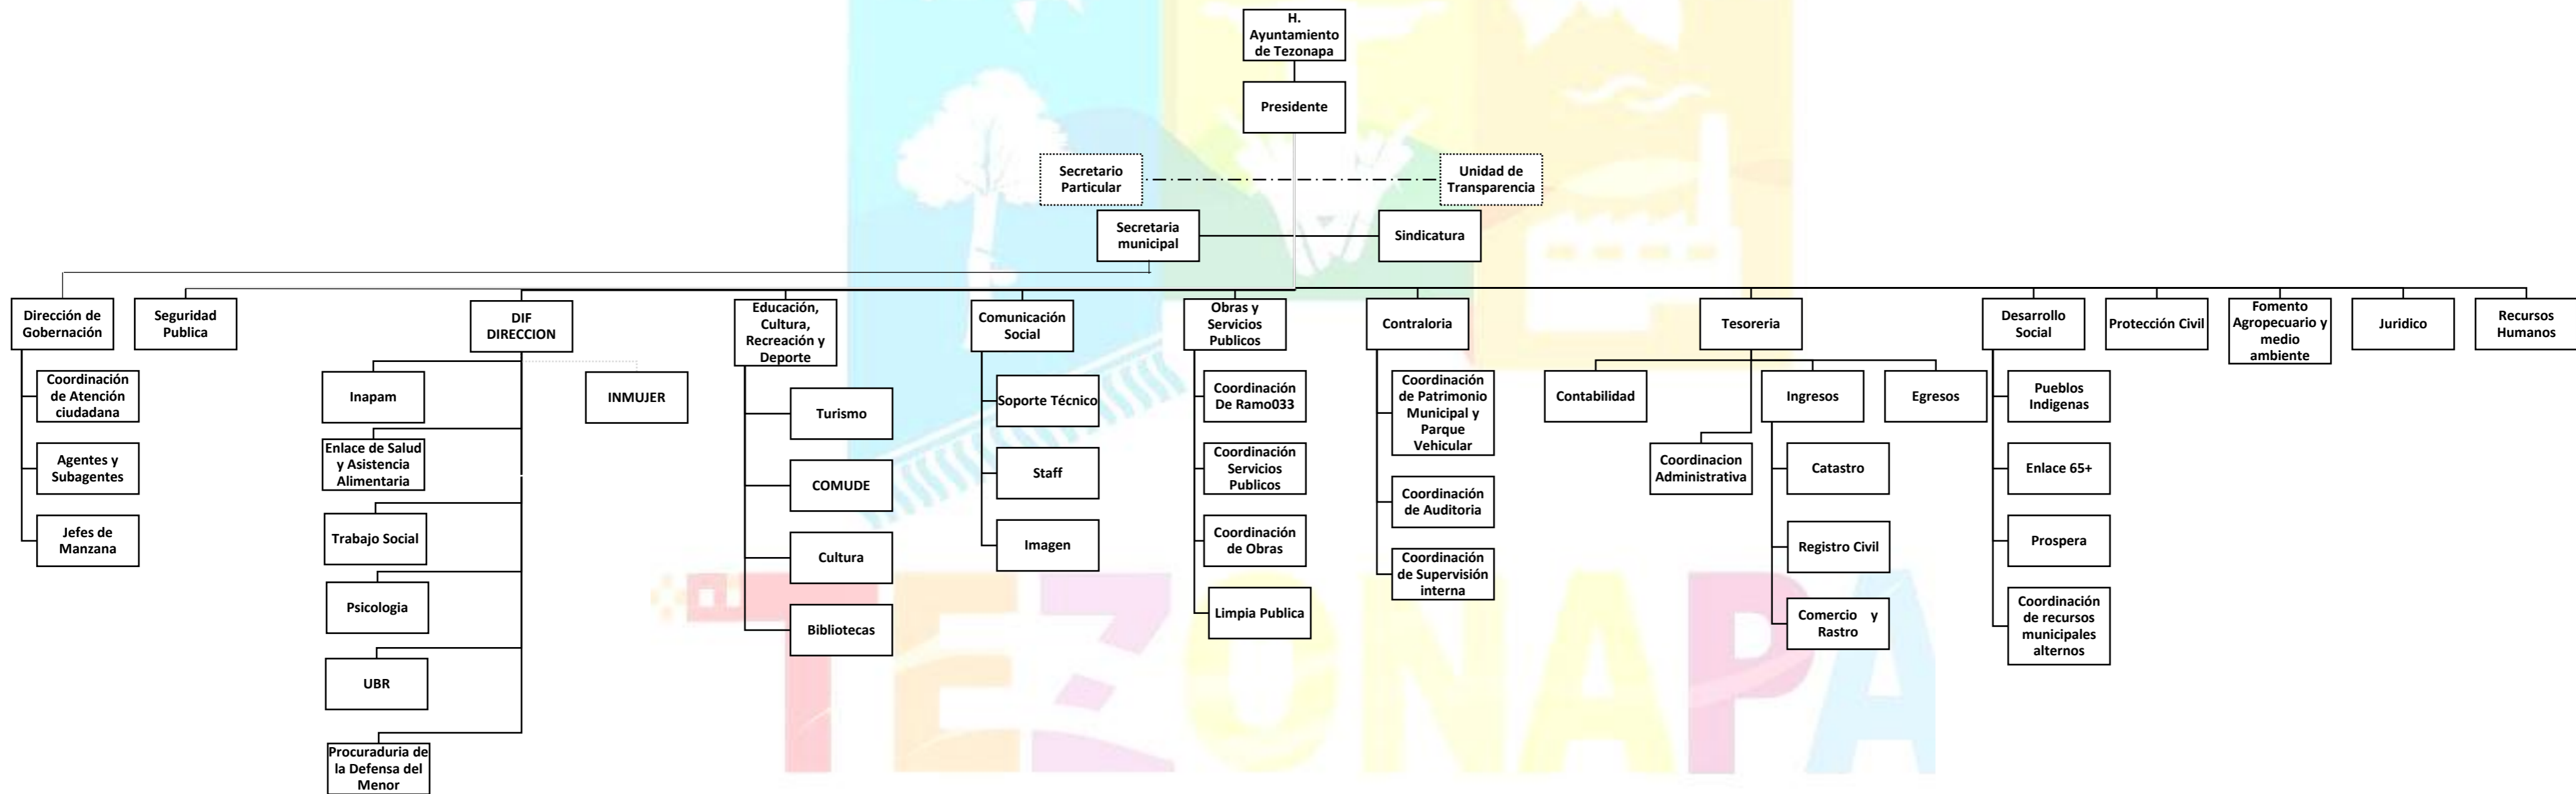 H.
Ayuntamiento
de Tezonapa
Presidente
Secretario
Particular
Unidad de
Transparencia
Secretaria
municipal
Sindicatura
Dirección de
Gobernación
Seguridad
Publica
DIF
DIRECCION
Educación,
Cultura,
Recreación y
Deporte
Comunicación
Social
Obras y
Servicios
Publicos
Contraloria
Tesoreria
Desarrollo
Social
Protección Civil
Fomento
Agropecuario y
medio
ambiente
Juridico
Recursos
Humanos
Coordinación
de Atención
ciudadana
Agentes y
Subagentes
Jefes de
Manzana
Inapam
INMUJER
Enlace de Salud
y Asistencia
Alimentaria
Trabajo Social
Psicologia
UBR
Procuraduria de
la Defensa del
Menor
Turismo
COMUDE
Cultura
Bibliotecas
Soporte Técnico
Staff
Imagen
Coordinación
De Ramo033
Coordinación
Servicios
Publicos
Coordinación
de Obras
Limpia Publica
Coordinación
de Patrimonio
Municipal y
Parque
Vehicular
Coordinación
de Auditoria
Coordinación
de Supervisión
interna
Contabilidad
Ingresos
Egresos
Coordinacion
Administrativa
Catastro
Registro Civil
Comercio y
Rastro
Pueblos
Indigenas
Enlace 65+
Prospera
Coordinación
de recursos
municipales
alternos
TEZONAPA